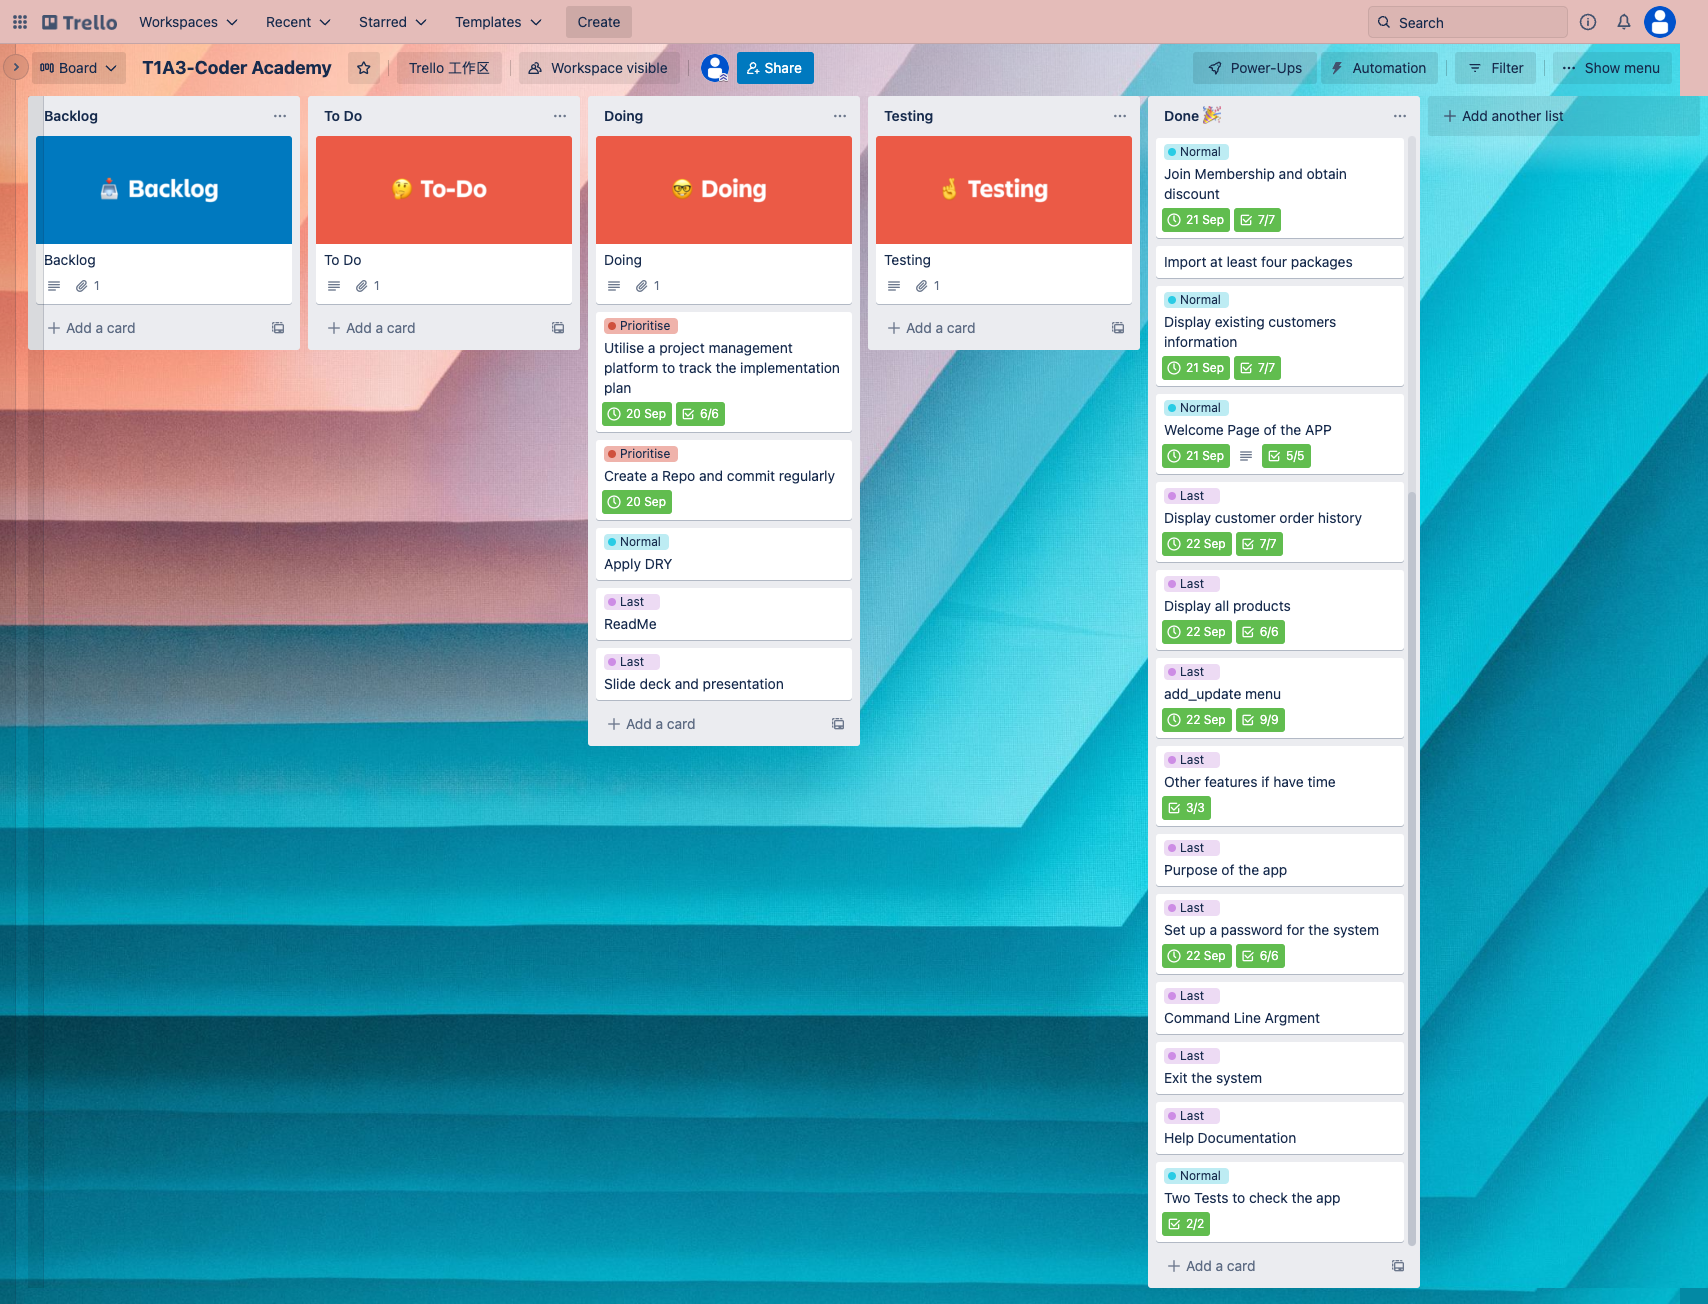 Trello
Workspaces
Recent
Starred
Templates
Create
Search
Board
T1A3-Coder Academy
Trello 工作区
Workspace visible
Share
Power-Ups
Automation
Filter
Show menu
Backlog
Backlog
Backlog
1
Add a card
To Do
To-Do
To Do
1
Add a card
Doing
Doing
Doing
1
Prioritise
Utilise a project management
platform to track the implementation
plan
20 Sep 6/6
Prioritise
Create a Repo and commit regularly
20 Sep
Normal
Apply DRY
Last
ReadMe
Last
Slide deck and presentation
Add a card
Testing
Testing
Testing
1
Add a card
Done
Normal
Join Membership and obtain
discount
21 Sep 7/7
Import at least four packages
Normal
Display existing customers
information
21 Sep 7/7
Normal
Welcome Page of the APP
21 Sep 5/5
Last
Display customer order history
22 Sep 7/7
Last
Display all products
22 Sep 6/6
Last
add_update menu
22 Sep 9/9
Last
Other features if have time
3/3
Last
Purpose of the app
Last
Set up a password for the system
22 Sep 6/6
Last
Command Line Argment
Last
Exit the system
Last
Help Documentation
Normal
Two Tests to check the app
2/2
Add a card
Add another list